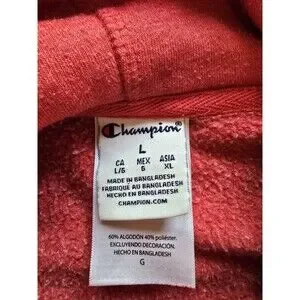 Champion
L
CA MEX ASIA
L/G G XL
MADE IN BANGLADESH
FABRIQUÉ AU BANGLADESH
HECHO EN BANGLADESH
CHAMPION.COM
60% ALGODÓN 40% poliéster.
EXCLUYENDO DECORACIÓN.
HECHO EN BANGLADESH
G